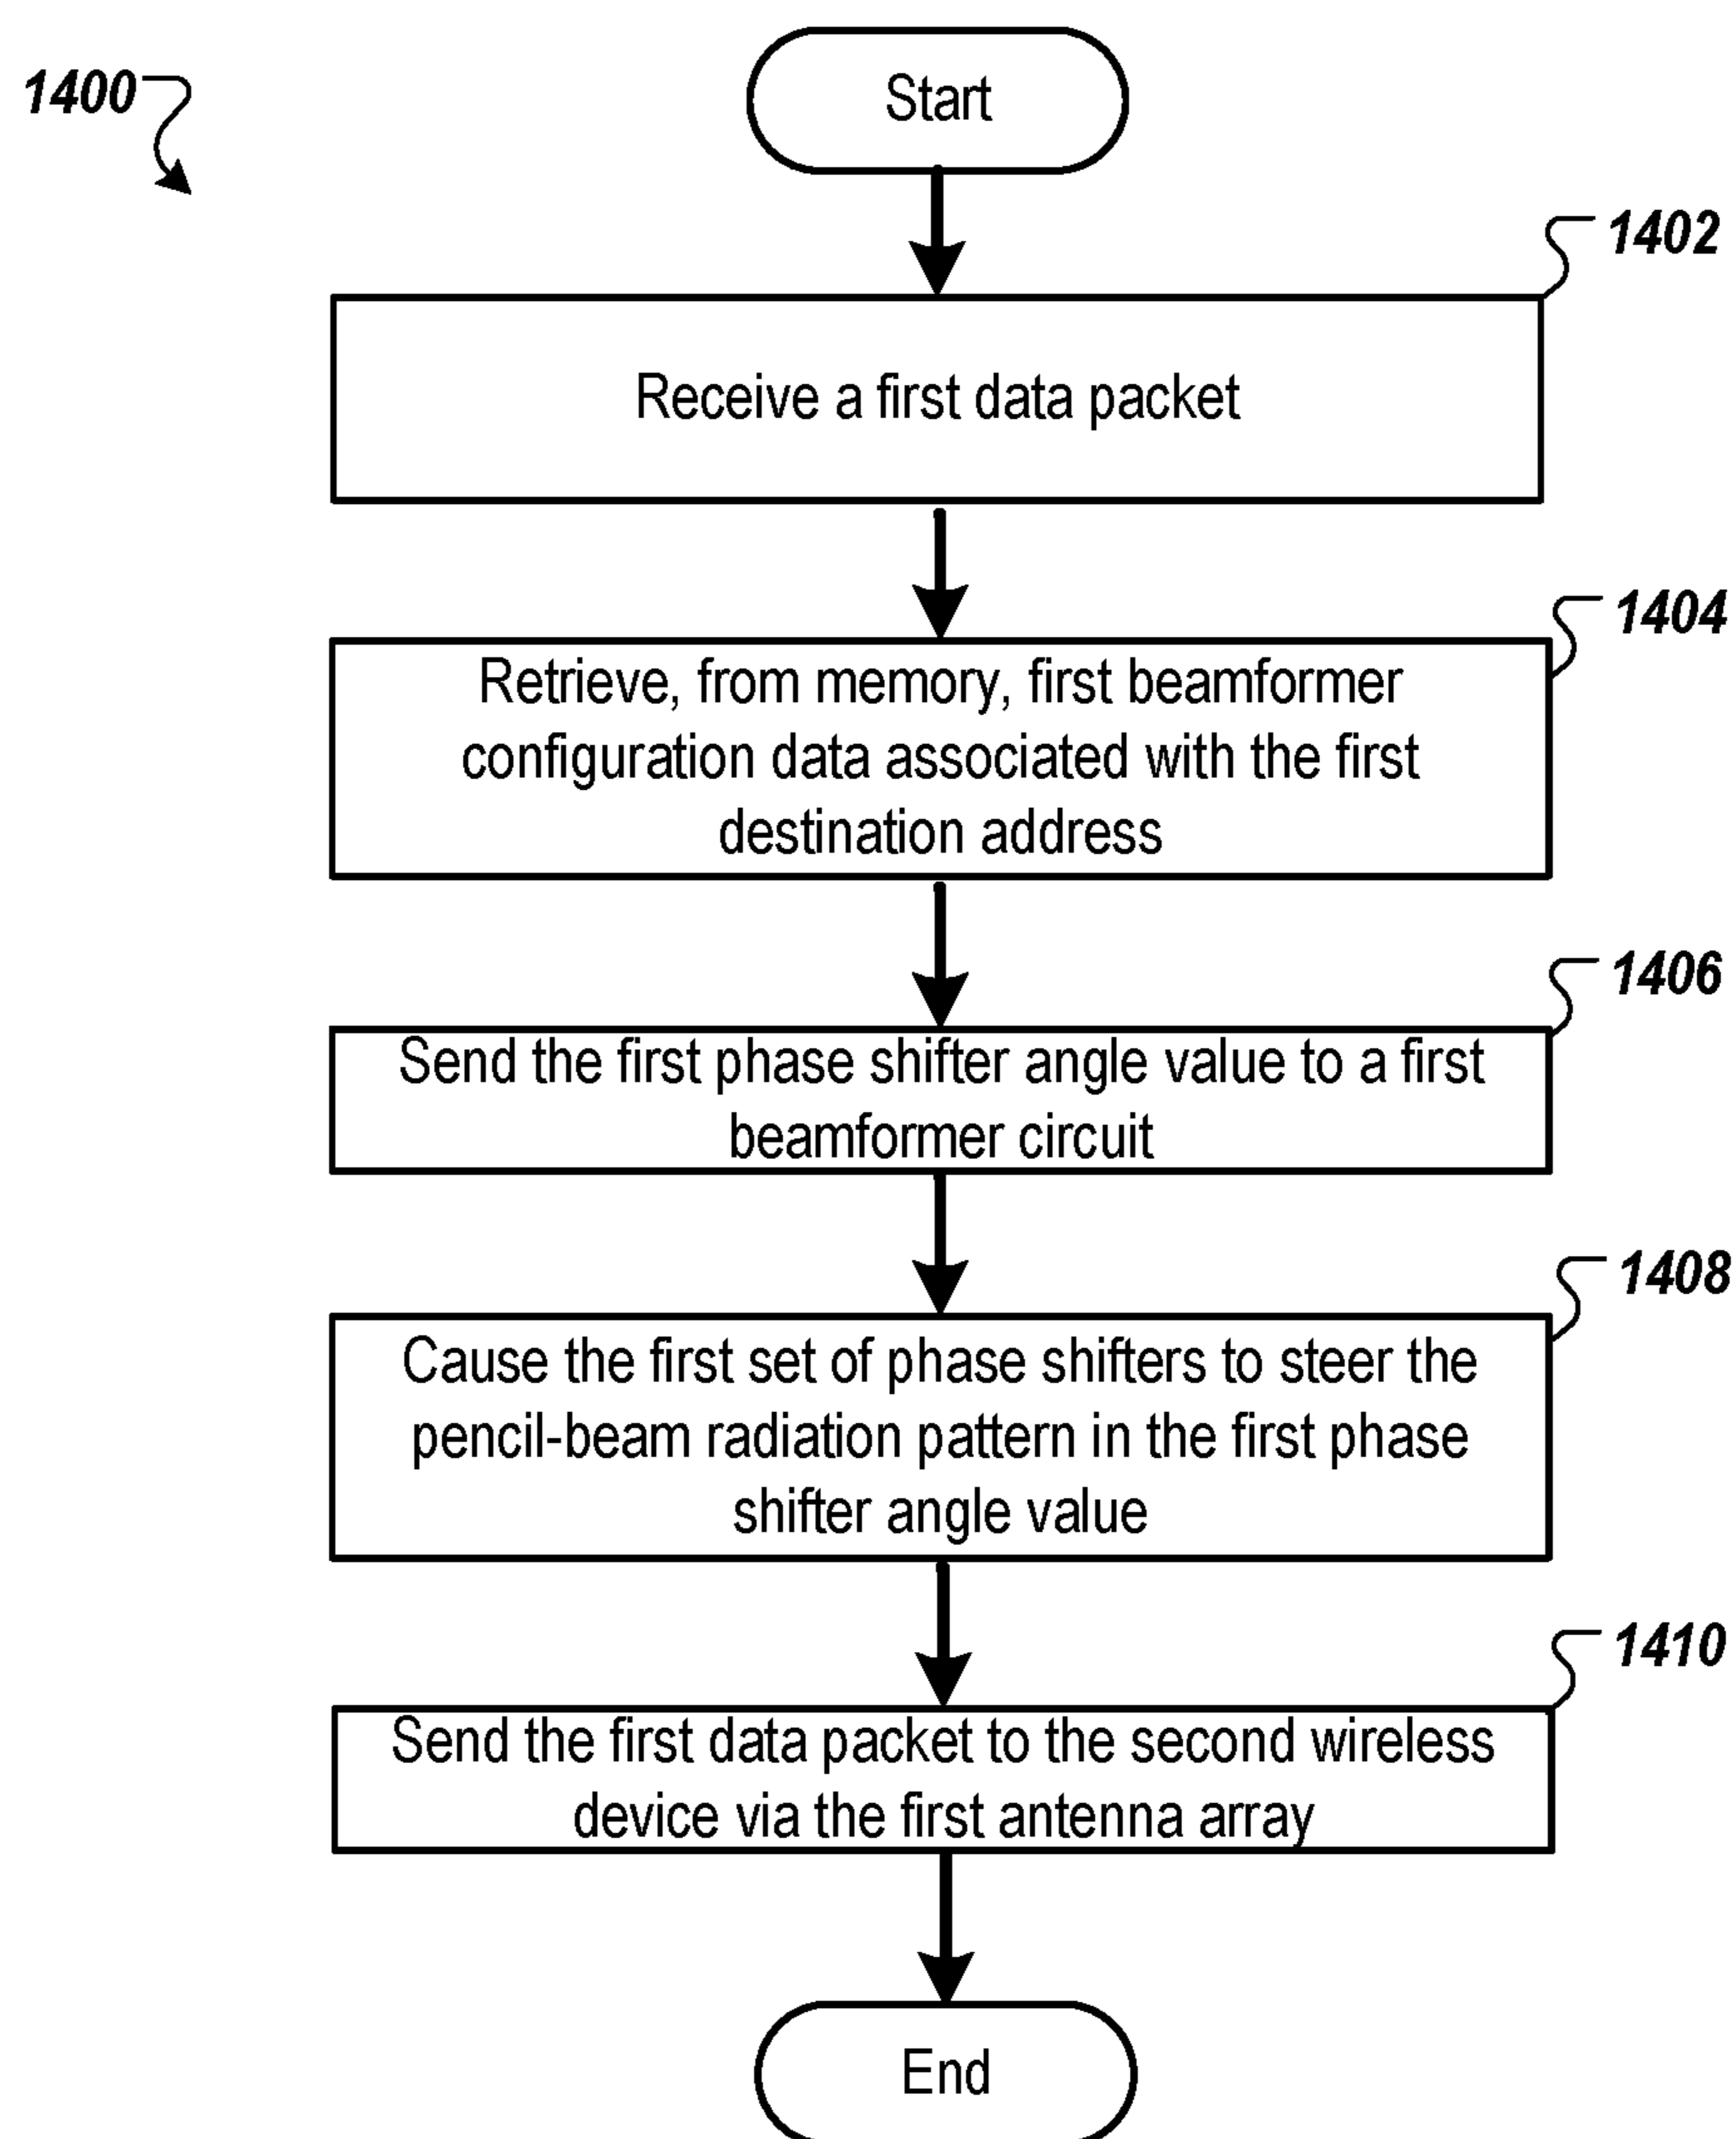 1400
Start
1402
Receive a first data packet
1404
Retrieve, from memory, first beamformer
configuration data associated with the first
destination address
1406
Send the first phase shifter angle value to a first
beamformer circuit
1408
Cause the first set of phase shifters to steer the
pencil-beam radiation pattern in the first phase
shifter angle value
1410
Send the first data packet to the second wireless
device via the first antenna array
End